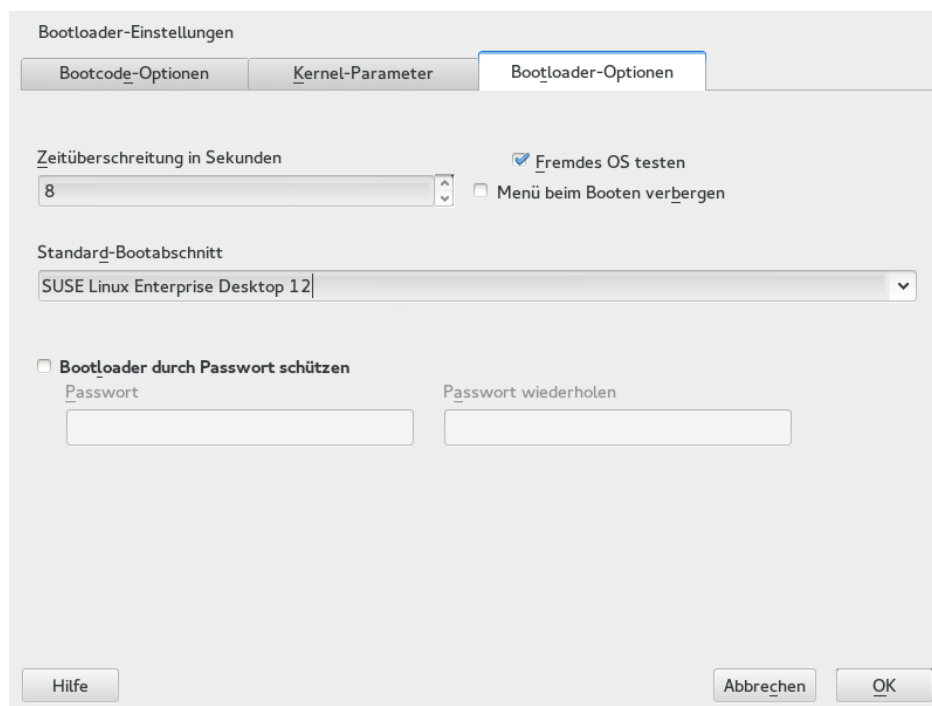 Bootloader-Einstellungen
Bootcode-Optionen Kernel-Parameter Bootloader-Optionen
Zeitüberschreitung in Sekunden
Fremdes OS testen
8
Menü beim Booten verbergen
Standard-Bootabschnitt
SUSE Linux Enterprise Desktop 12
Bootloader durch Passwort schützen
Passwort Passwort wiederholen
Hilfe Abbrechen OK